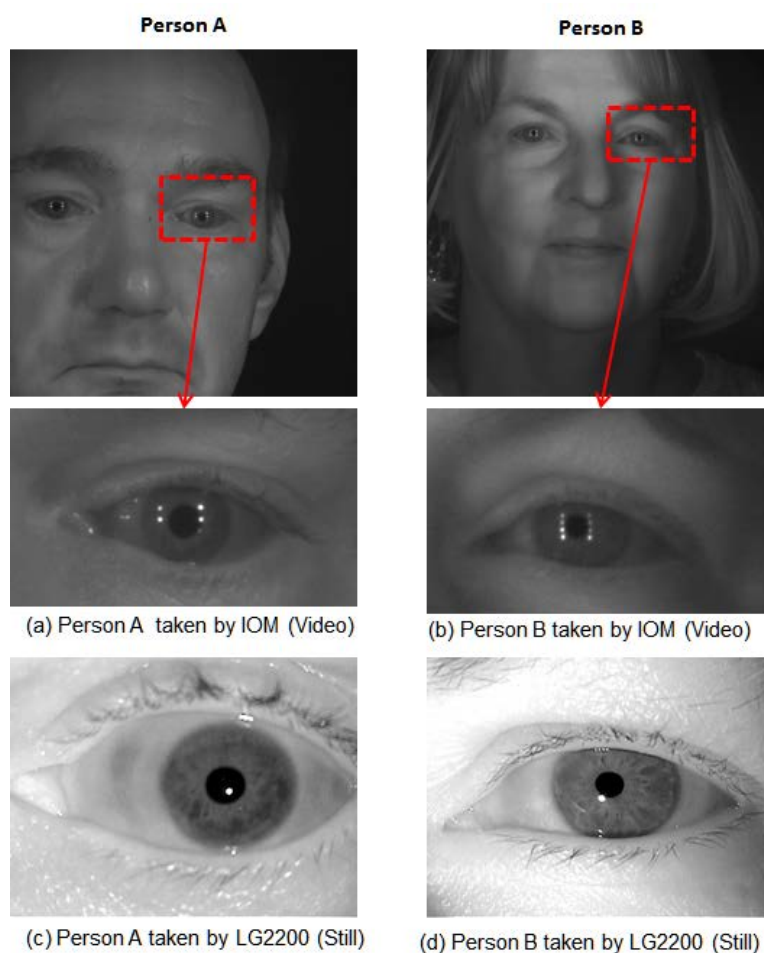 Person A
Person B
(a) Person A taken by IOM (Video)
(b) Person B taken by IOM (Video)
(c) Person A taken by LG2200 (Still)
(d) Person B taken by LG2200 (Still)